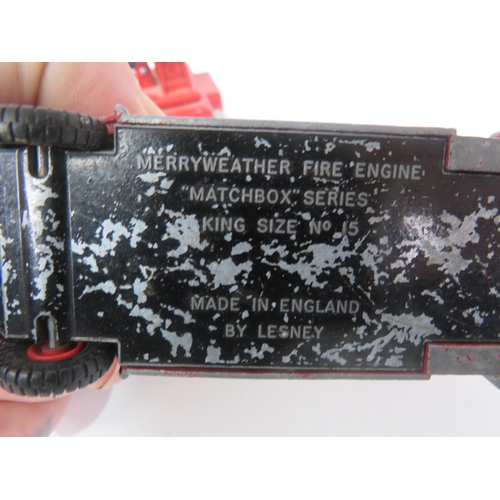 MERRYWEATHER FIRE ENGINE
"MATCHBOX" SERIES
KING SIZE Nº 15
MADE IN ENGLAND
BY LESNEY